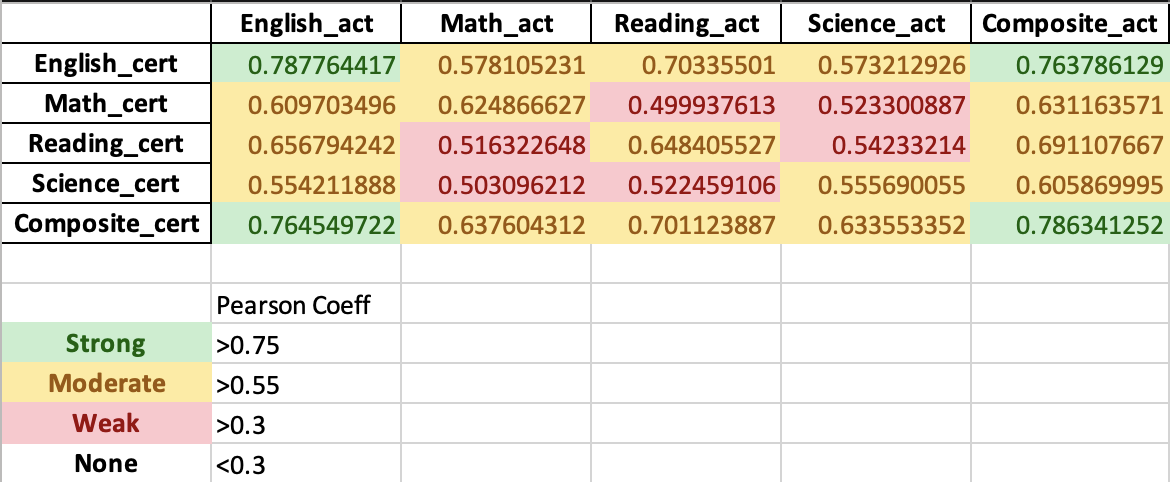 English_act Math_act Reading_act Science_act Composite_act
English_cert 0.787764417 0.578105231 0.70335501 0.573212926 0.763786129
Math_cert 0.609703496 0.624866627 0.499937613 0.523300887 0.631163571
Reading_cert 0.656794242 0.516322648 0.648405527 0.54233214 0.691107667
Science_cert 0.554211888 0.503096212 0.522459106 0.555690055 0.605869995
Composite_cert 0.764549722 0.637604312 0.701123887 0.633553352 0.786341252
Pearson Coeff
Strong >0.75
Moderate >0.55
Weak >0.3
None <0.3